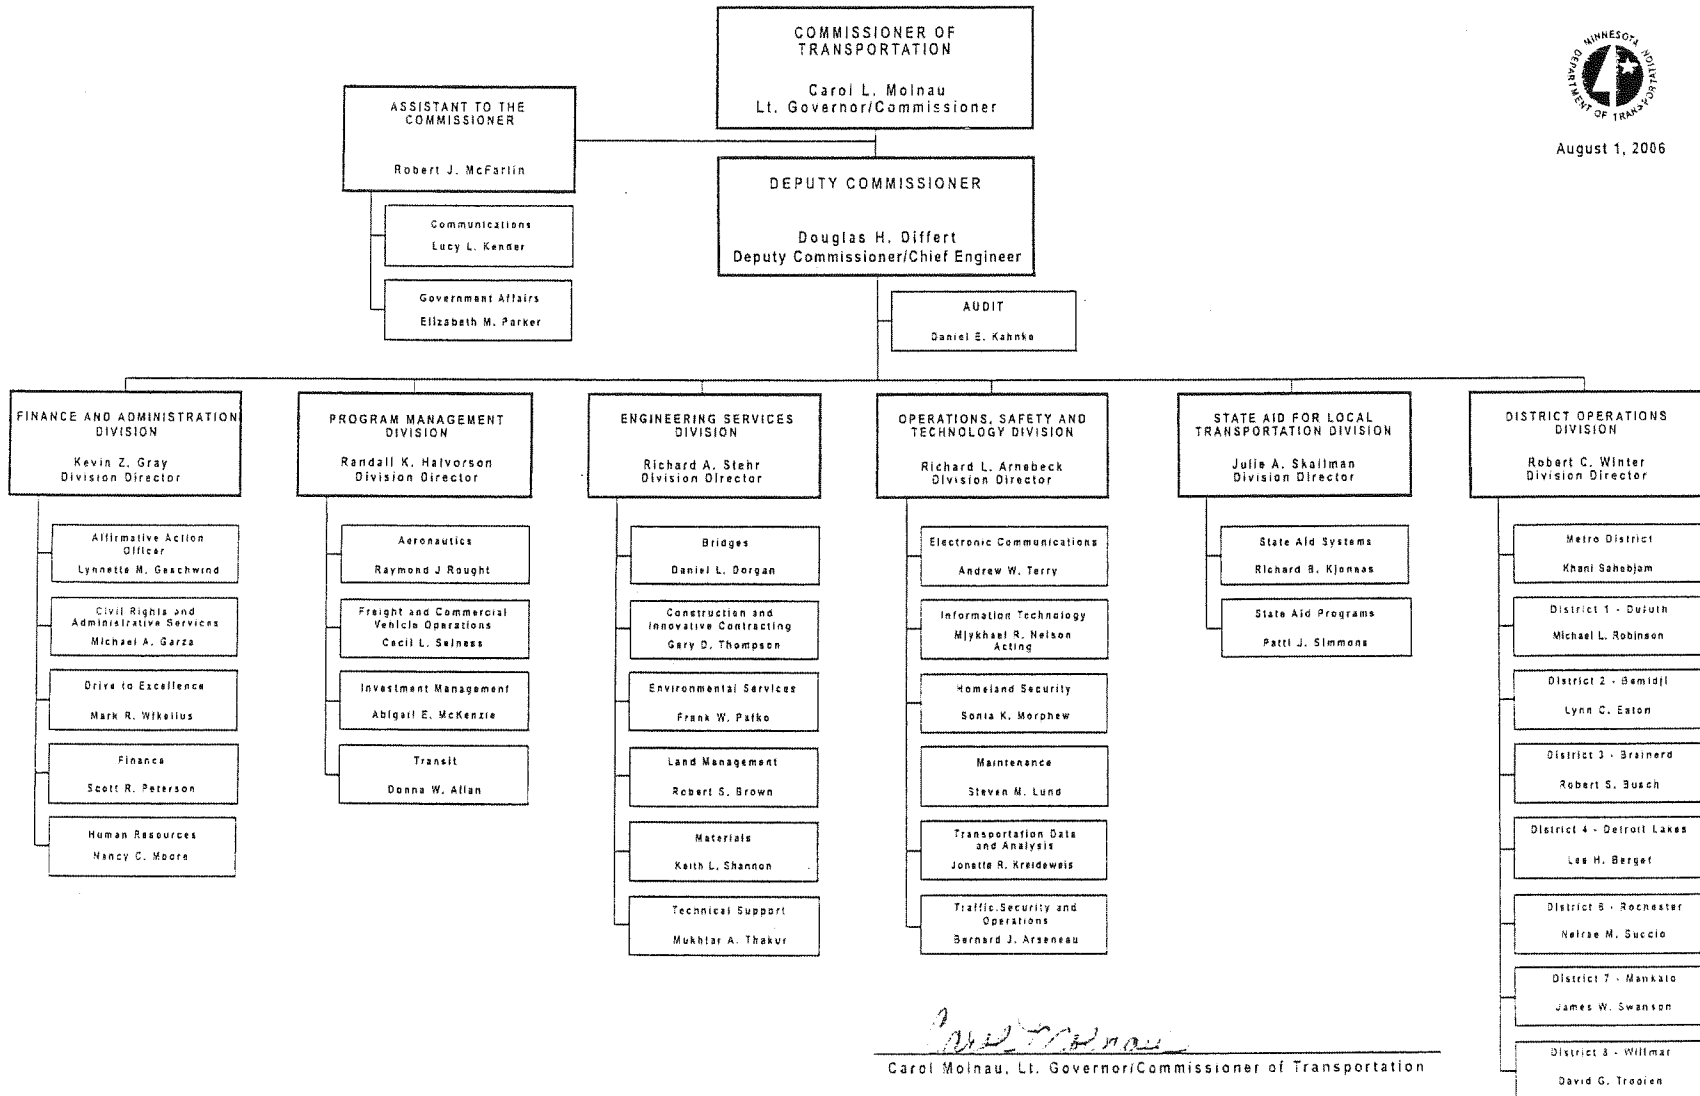 COMMISSIONER OF
TRANSPORTATION
Carol L. Molnau
Lt. Governor/Commissioner
MINNESOTA DEPARTMENT OF TRANSPORTATION
August 1, 2006
ASSISTANT TO THE
COMMISSIONER
Robert J. McFarlin
Communications
Lucy L. Kender
Government Affairs
Elizabeth M. Parker
DEPUTY COMMISSIONER
Douglas H. Differt
Deputy Commissioner/Chief Engineer
AUDIT
Daniel E. Kahnke
FINANCE AND ADMINISTRATION
DIVISION
Kevin Z. Gray
Division Director
Affirmative Action
Officer
Lynnette M. Geschwind
Civil Rights and
Administrative Services
Michael A. Garza
Drive to Excellence
Mark R. Wikelius
Finance
Scott R. Peterson
Human Resources
Nancy C. Moore
PROGRAM MANAGEMENT
DIVISION
Randall K. Halvorson
Division Director
Aeronautics
Raymond J Rought
Freight and Commercial
Vehicle Operations
Cecil L. Selness
Investment Management
Abigail E. McKenzie
Transit
Donna W. Allan
ENGINEERING SERVICES
DIVISION
Richard A. Stehr
Division Director
Bridges
Daniel L. Dorgan
Construction and
Innovative Contracting
Gary D. Thompson
Environmental Services
Frank W. Pafko
Land Management
Robert S. Brown
Materials
Keith L. Shannon
Technical Support
Mukhtar A. Thakur
OPERATIONS, SAFETY AND
TECHNOLOGY DIVISION
Richard L. Arnebeck
Division Director
Electronic Communications
Andrew W. Terry
Information Technology
Mjykhael R. Nelson
Acting
Homeland Security
Sonia K. Morphew
Maintenance
Steven M. Lund
Transportation Data
and Analysis
Jonette R. Kreideweis
Traffic.Security and
Operations
Bernard J. Arseneau
STATE AID FOR LOCAL
TRANSPORTATION DIVISION
Julie A. Skallman
Division Director
State Aid Systems
Richard B. Kjonaas
State Aid Programs
Patti J. Simmons
DISTRICT OPERATIONS
DIVISION
Robert C. Winter
Division Director
Metro District
Khani Sahebjam
District 1 - Duluth
Michael L. Robinson
District 2 - Bemidji
Lynn C. Eaton
District 3 - Brainerd
Robert S. Busch
District 4 - Detroit Lakes
Lee H. Berget
District 6 - Rochester
Nelrae M. Succio
District 7 - Mankato
James W. Swanson
District 8 - Willmar
David G. Trooien
Carol Molnau
Carol Molnau, Lt. Governor/Commissioner of Transportation